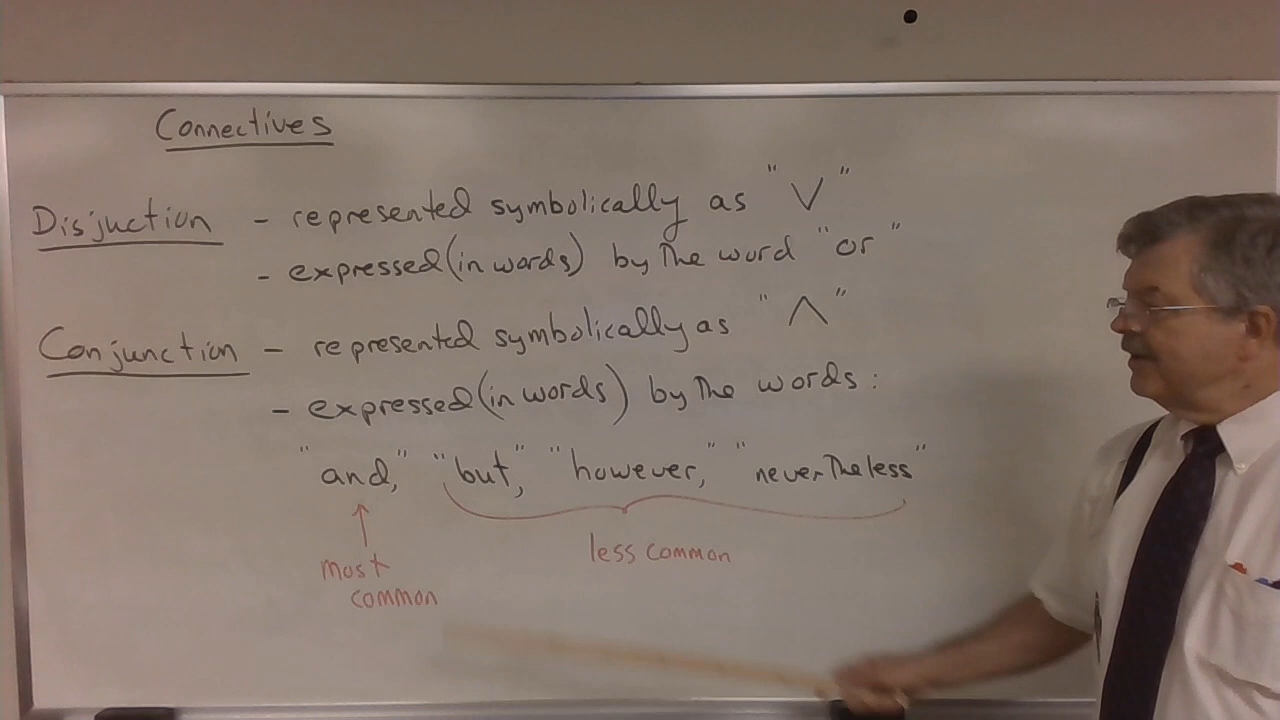 Connectives
Disjuction - represented symbolically as "∨"
- expressed (in words) by the word "or"
Conjunction - represented symbolically as "∧"
- expressed (in words) by the words:
"and," "but," "however," "nevertheless"
most
common
less common